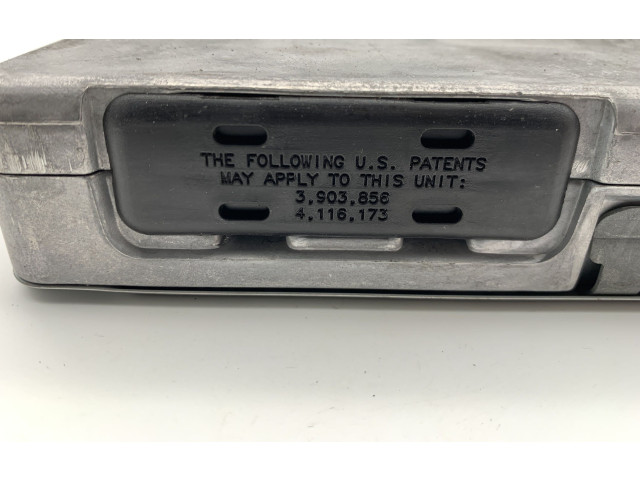 THE FOLLOWING U.S. PATENTS
MAY APPLY TO THIS UNIT:
3,903,856
4,116,173